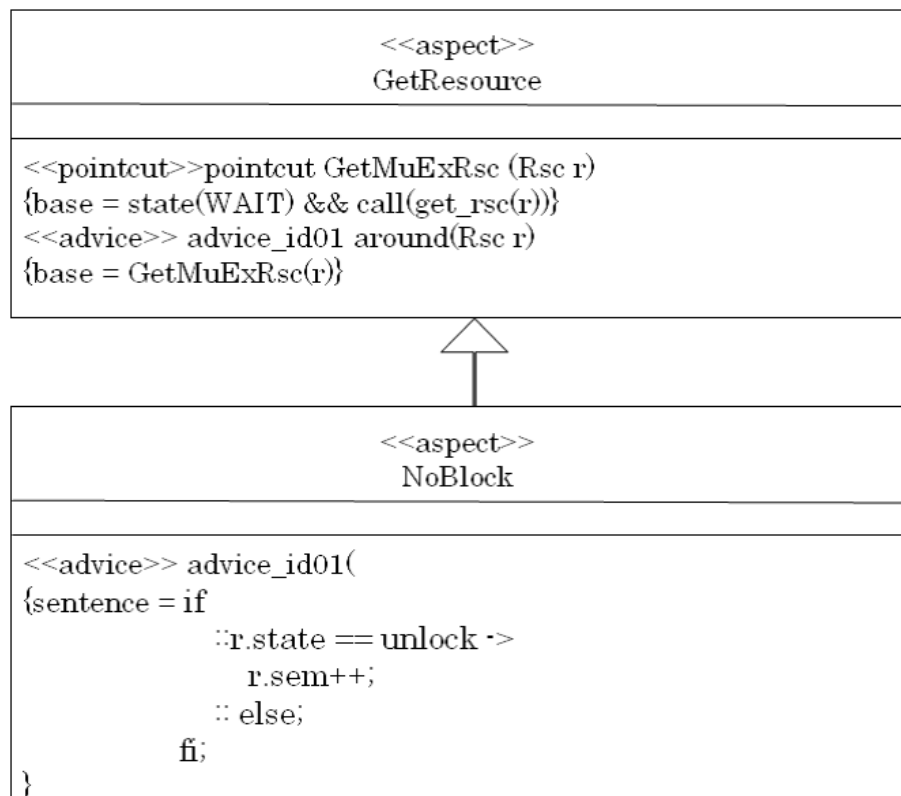 <<aspect>>
GetResource
<<pointcut>>pointcut GetMuExRsc (Rsc r)
{base = state(WAIT) && call(get_rsc(r))}
<<advice>> advice_id01 around(Rsc r)
{base = GetMuExRsc(r)}
<<aspect>>
NoBlock
<<advice>> advice_id01(
{sentence = if
::r.state == unlock ->
r.sem++;
:: else;
fi;
}